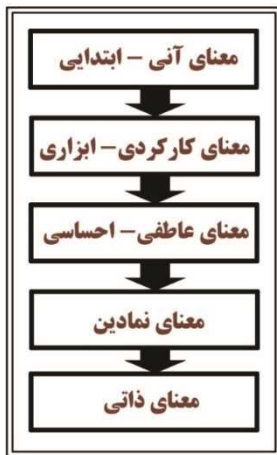 معنای آنی – ابتدایی
معنای کارکردی – ابزاری
معنای عاطفی – احساسی
معنای نمادین
معنای ذاتی